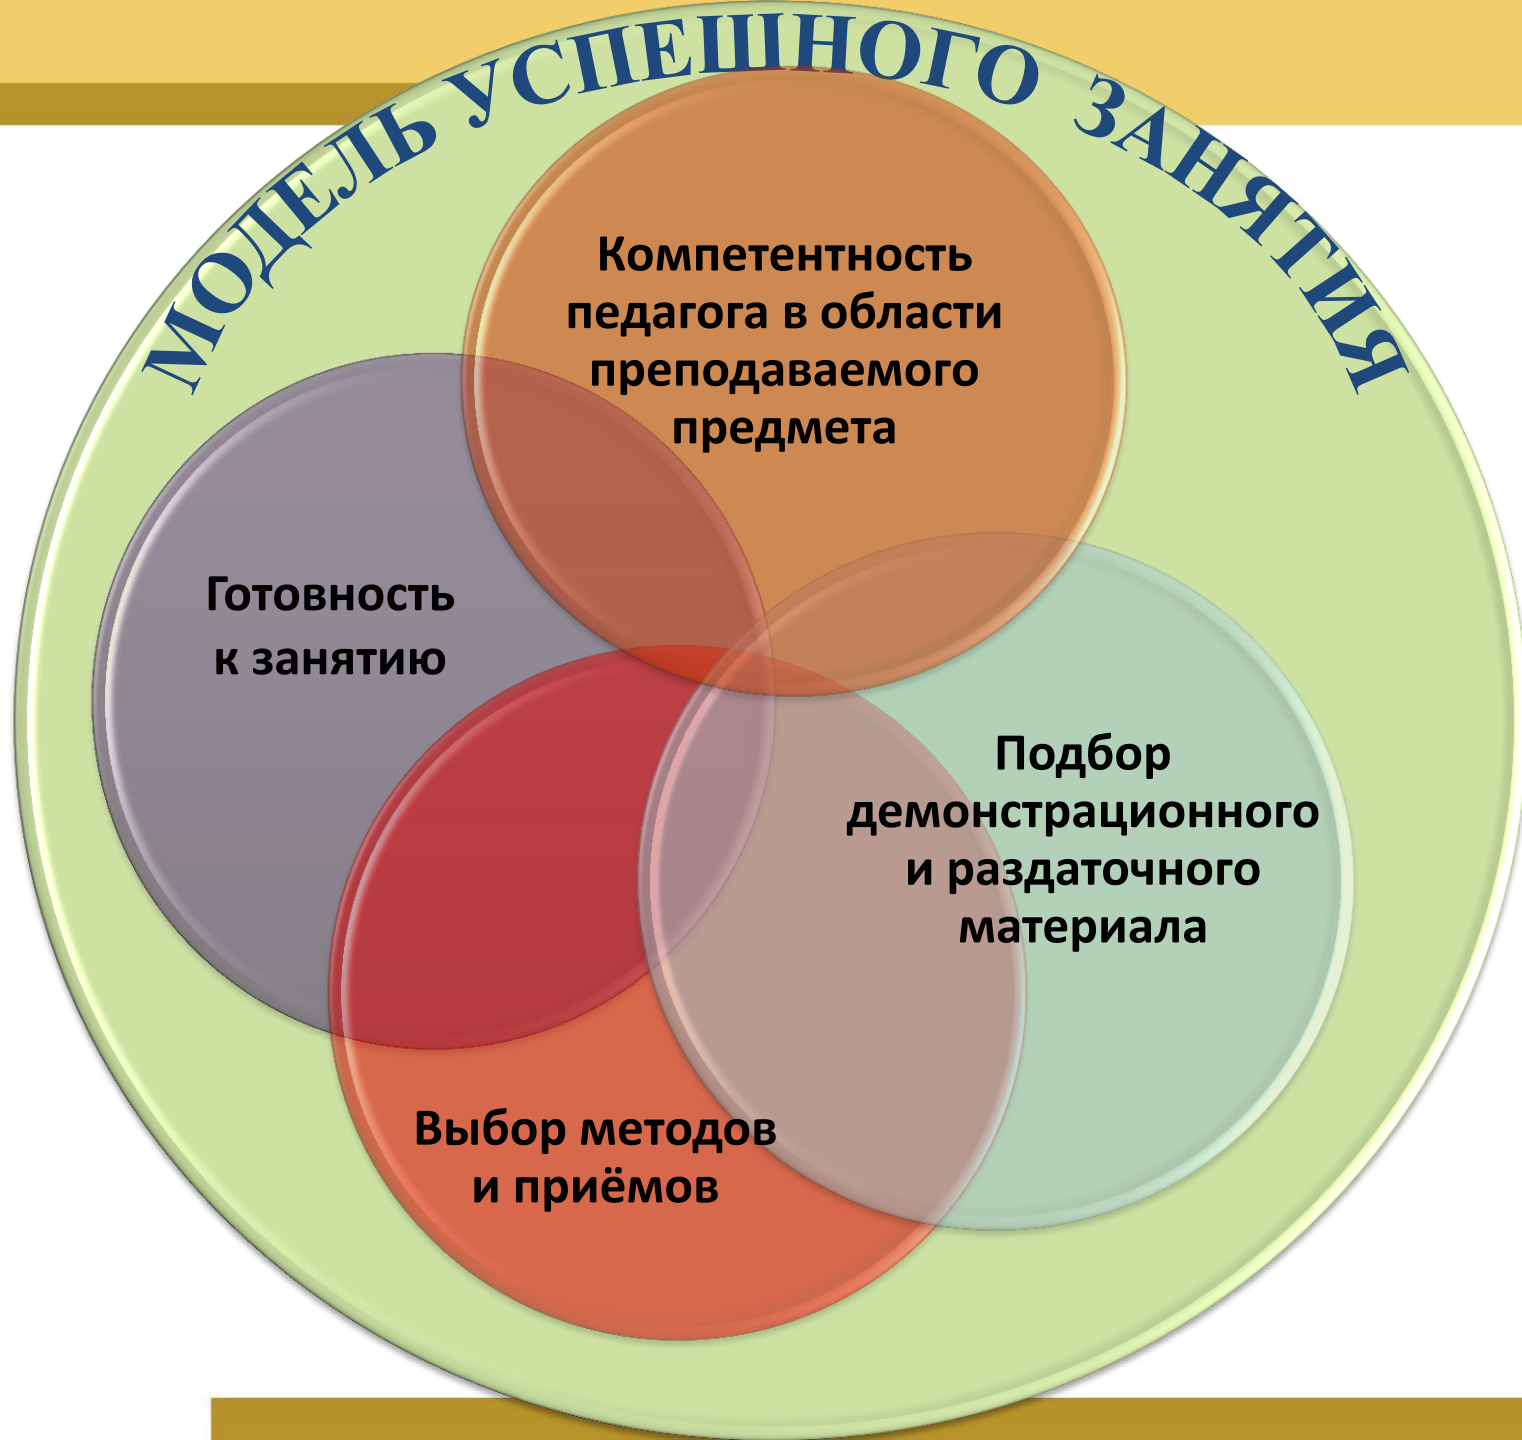 МОДЕЛЬ УСПЕШНОГО ЗАНЯТИЯ
Компетентность
педагога в области
преподаваемого
предмета
Готовность
к занятию
Подбор
демонстрационного
и раздаточного
материала
Выбор методов
и приёмов